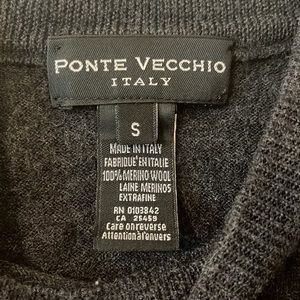 PONTE VECCHIO
ITALY
S
MADE IN ITALY
FABRIQUÉ EN ITALIE
100% MERINO WOOL
LAINE MERINOS
EXTRAFINE
RN 0103842
CA 25459
Care on reverse
Attention à l'envers